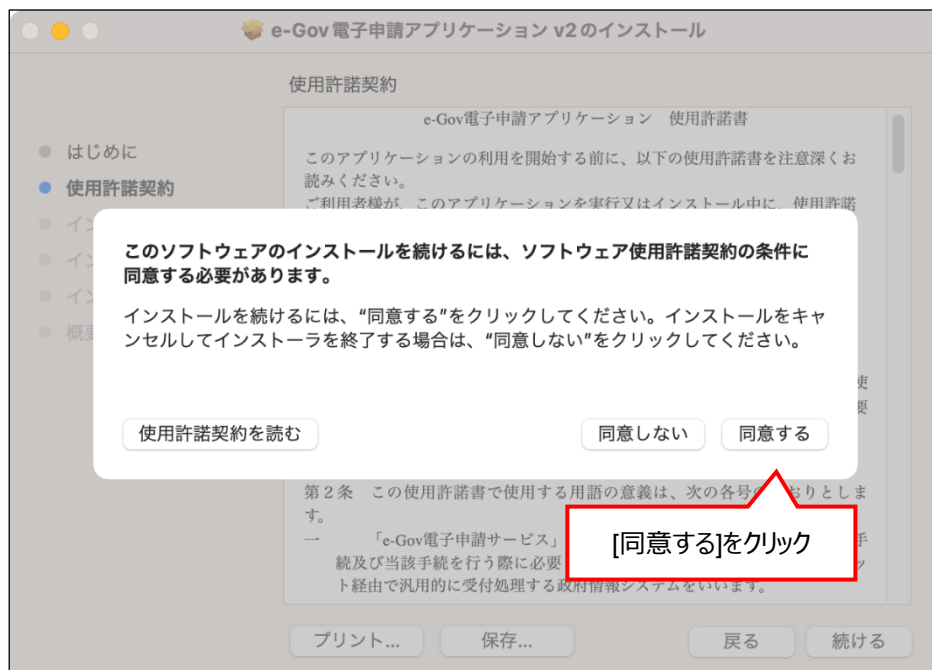 e-Gov電子申請アプリケーション v2のインストール
使用許諾契約
はじめに
使用許諾契約
イン
イン
イン
概要
e-Gov電子申請アプリケーション　使用許諾書
このアプリケーションの利用を開始する前に、以下の使用許諾書を注意深くお
読みください。
ご利用者様が、このアプリケーションを実行又はインストール中に、使用許諾
このソフトウェアのインストールを続けるには、ソフトウェア使用許諾契約の条件に
同意する必要があります。
インストールを続けるには、“同意する”をクリックしてください。インストールをキャ
ンセルしてインストーラを終了する場合は、“同意しない”をクリックしてください。
使
要
使用許諾契約を読む
同意しない
同意する
第２条　この使用許諾書で使用する用語の意義は、次の各号の おりとしま
す。
一　「e-Gov電子申請サービス」
手
続及び当該手続を行う際に必要
ッ
ト経由で汎用的に受付処理する政府情報システムをいいます。
[同意する]をクリック
プリント...
保存...
戻る
続ける